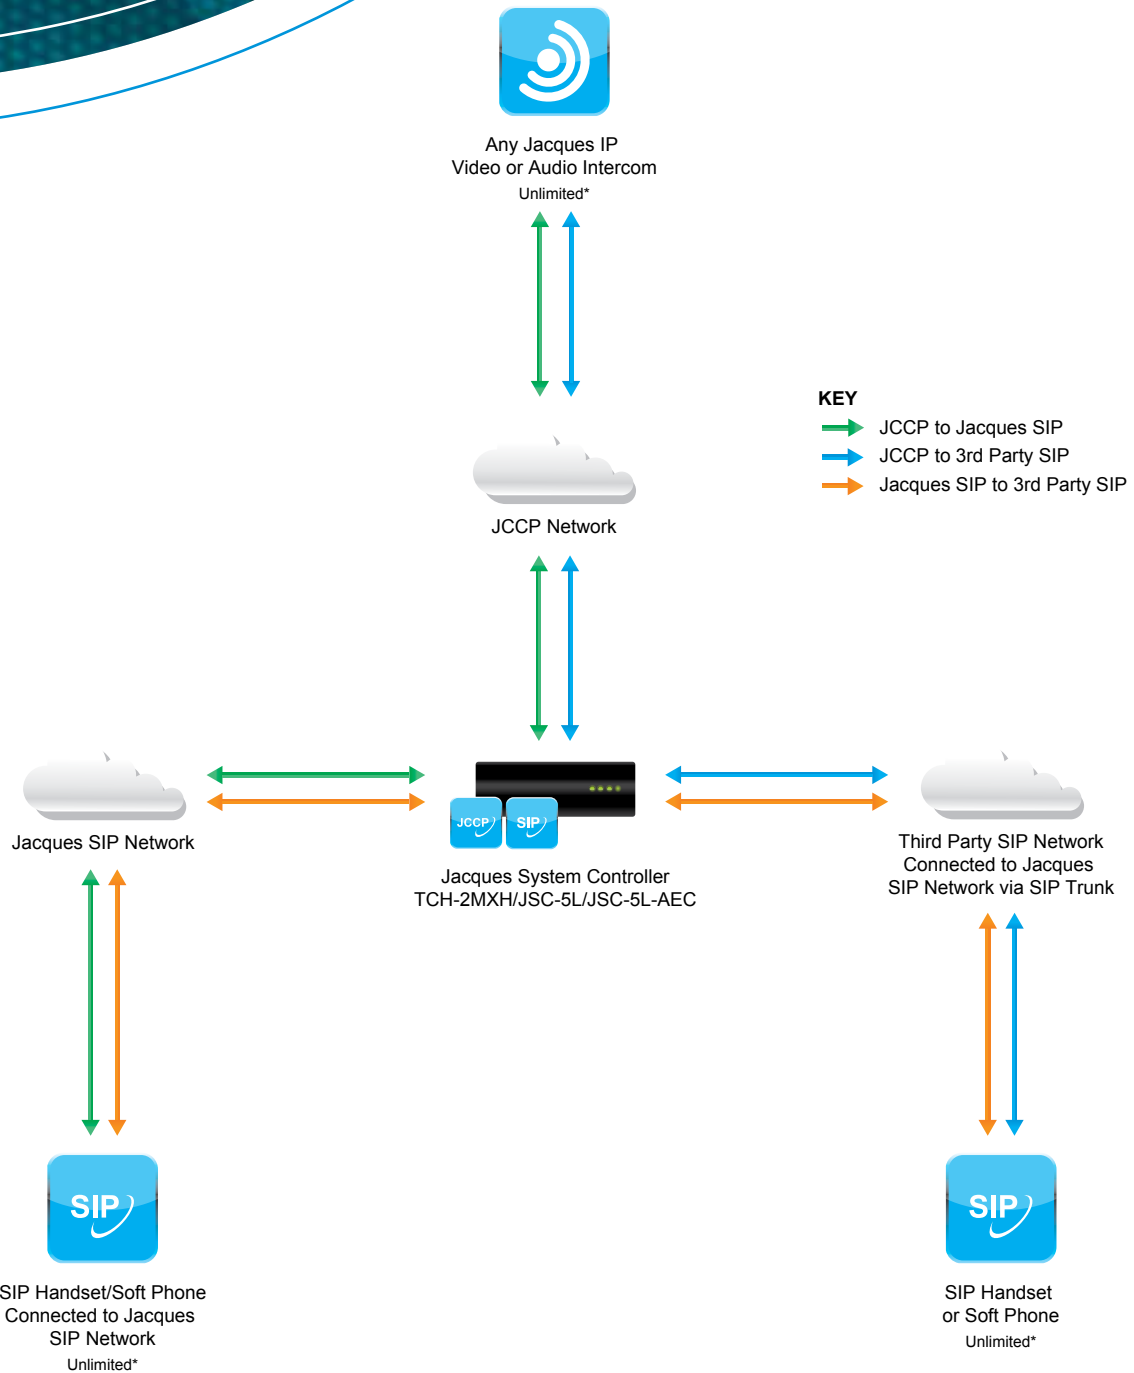 Any Jacques IP
Video or Audio Intercom
Unlimited*
KEY
JCCP to Jacques SIP
JCCP to 3rd Party SIP
Jacques SIP to 3rd Party SIP
JCCP Network
Jacques SIP Network
JCCP
SIP
Jacques System Controller
TCH-2MXH/JSC-5L/JSC-5L-AEC
Third Party SIP Network
Connected to Jacques
SIP Network via SIP Trunk
SIP
SIP Handset/Soft Phone
Connected to Jacques
SIP Network
Unlimited*
SIP
SIP Handset
or Soft Phone
Unlimited*